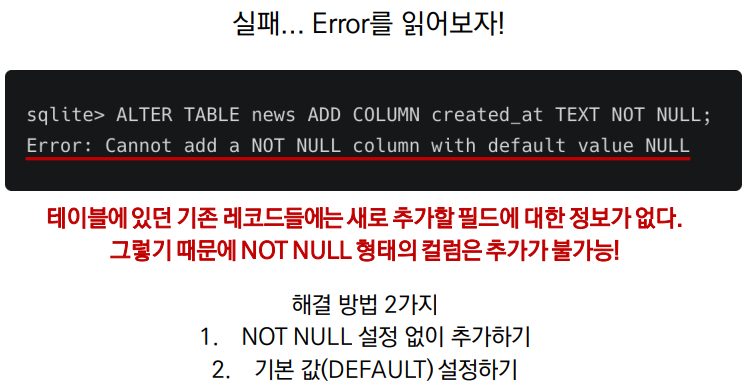 실패... Error를 읽어보자!
sqlite> ALTER TABLE news ADD COLUMN created_at TEXT NOT NULL;
Error: Cannot add a NOT NULL column with default value NULL
테이블에 있던 기존 레코드들에는 새로 추가할 필드에 대한 정보가 없다.
그렇기 때문에 NOT NULL 형태의 컬럼은 추가가 불가능!
해결 방법 2가지
1. NOT NULL 설정 없이 추가하기
2. 기본 값(DEFAULT) 설정하기